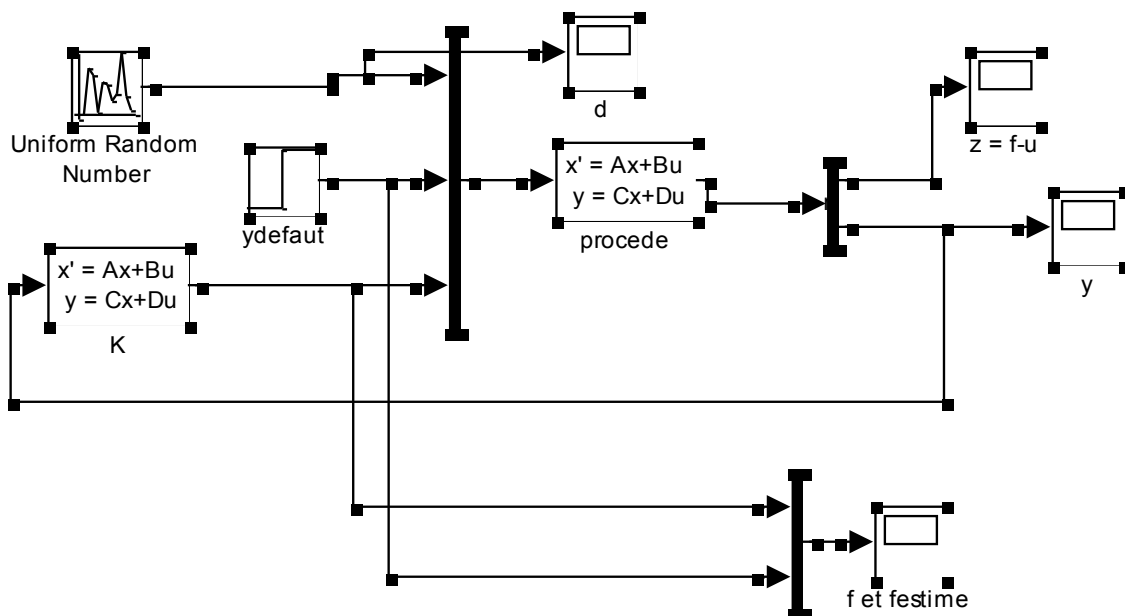 d
z = f-u
Uniform Random
Number
x' = Ax+Bu
y = Cx+Du
procede
ydefaut
y
x' = Ax+Bu
y = Cx+Du
K
f et festime